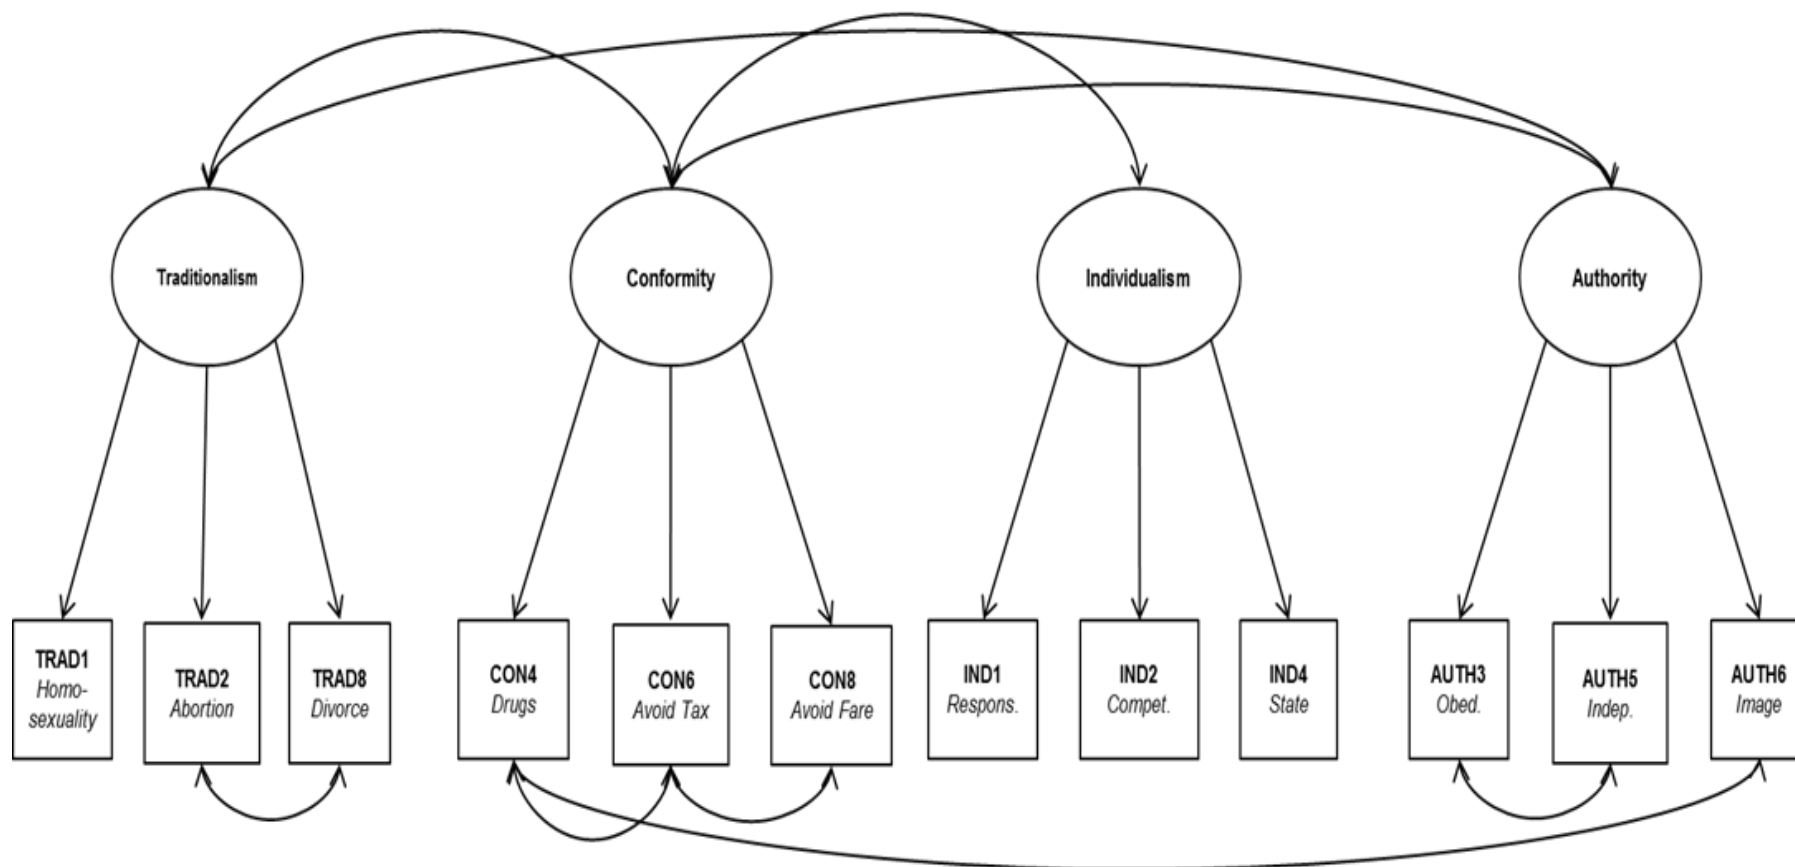 Traditionalism
Conformity
Individualism
Authority
TRAD1
Homo-
sexuality
TRAD2
Abortion
TRAD8
Divorce
CON4
Drugs
CON6
Avoid Tax
CON8
Avoid Fare
IND1
Respons.
IND2
Compet.
IND4
State
AUTH3
Obed.
AUTH5
Indep.
AUTH6
Image